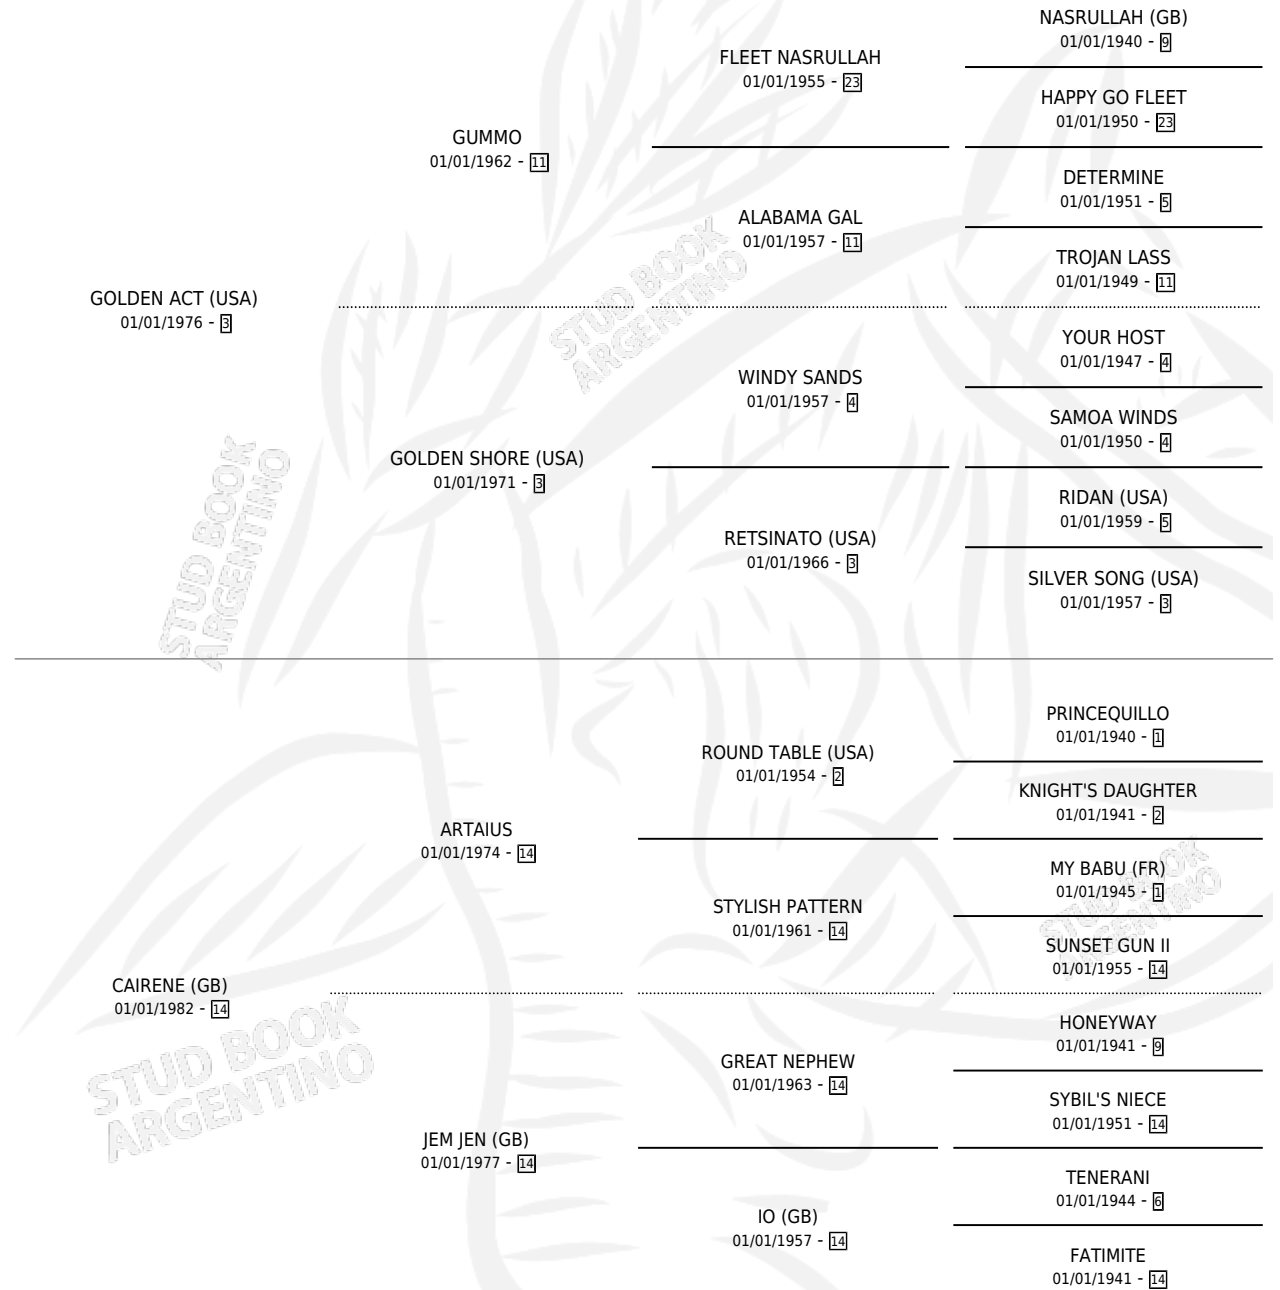 NASRULLAH (GB)
01/01/1940 - 9
FLEET NASRULLAH
01/01/1955 - 23
HAPPY GO FLEET
01/01/1950 - 23
GUMMO
01/01/1962 - 11
DETERMINE
01/01/1951 - 5
ALABAMA GAL
01/01/1957 - 11
TROJAN LASS
01/01/1949 - 11
GOLDEN ACT (USA)
01/01/1976 - 3
YOUR HOST
01/01/1947 - 4
WINDY SANDS
01/01/1957 - 4
SAMOA WINDS
01/01/1950 - 4
GOLDEN SHORE (USA)
01/01/1971 - 3
RIDAN (USA)
01/01/1959 - 5
RETSINATO (USA)
01/01/1966 - 3
SILVER SONG (USA)
01/01/1957 - 3
STUD BOOK
ARGENTINO
STUD BOOK
ARGENTINO
PRINCEQUILLO
01/01/1940 - 1
ROUND TABLE (USA)
01/01/1954 - 2
KNIGHT'S DAUGHTER
01/01/1941 - 2
ARTAIUS
01/01/1974 - 14
MY BABU (FR)
01/01/1945 - 1
STYLISH PATTERN
01/01/1961 - 14
SUNSET GUN II
01/01/1955 - 14
STUD BOOK
ARGENTINO
CAIRENE (GB)
01/01/1982 - 14
HONEYWAY
01/01/1941 - 9
GREAT NEPHEW
01/01/1963 - 14
SYBIL'S NIECE
01/01/1951 - 14
JEM JEN (GB)
01/01/1977 - 14
TENERANI
01/01/1944 - 6
IO (GB)
01/01/1957 - 14
FATIMITE
01/01/1941 - 14
STUD BOOK
ARGENTINO